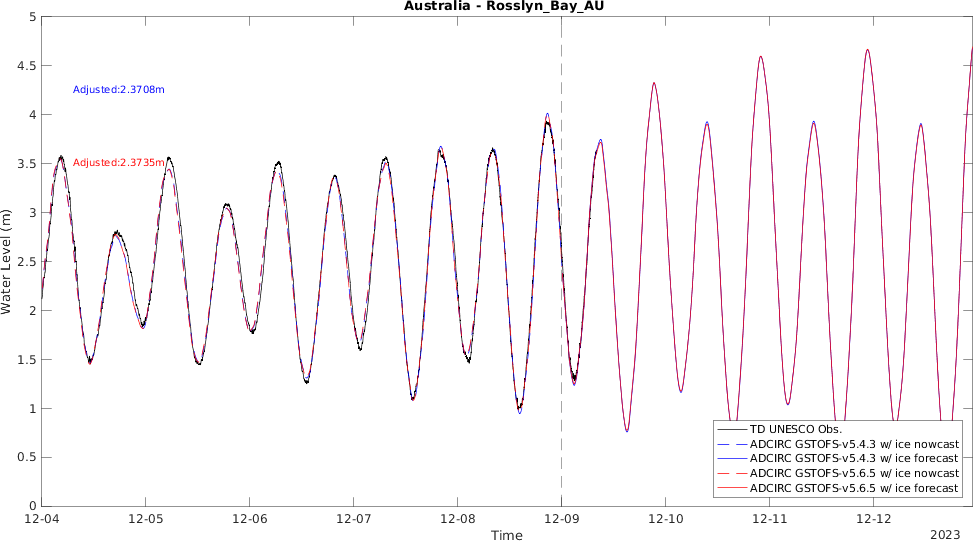 Australia - Rosslyn_Bay_AU
5
4.5
4
3.5
3
2.5
2
1.5
1
0.5
0
Water Level (m)
Adjusted:2.3708m
Adjusted:2.3735m
TD UNESCO Obs.
ADCIRC GSTOFS-v5.4.3 w/ ice nowcast
ADCIRC GSTOFS-v5.4.3 w/ ice forecast
ADCIRC GSTOFS-v5.6.5 w/ ice nowcast
ADCIRC GSTOFS-v5.6.5 w/ ice forecast
12-04 12-05 12-06 12-07 12-08 12-09 12-10 12-11 12-12
Time
2023